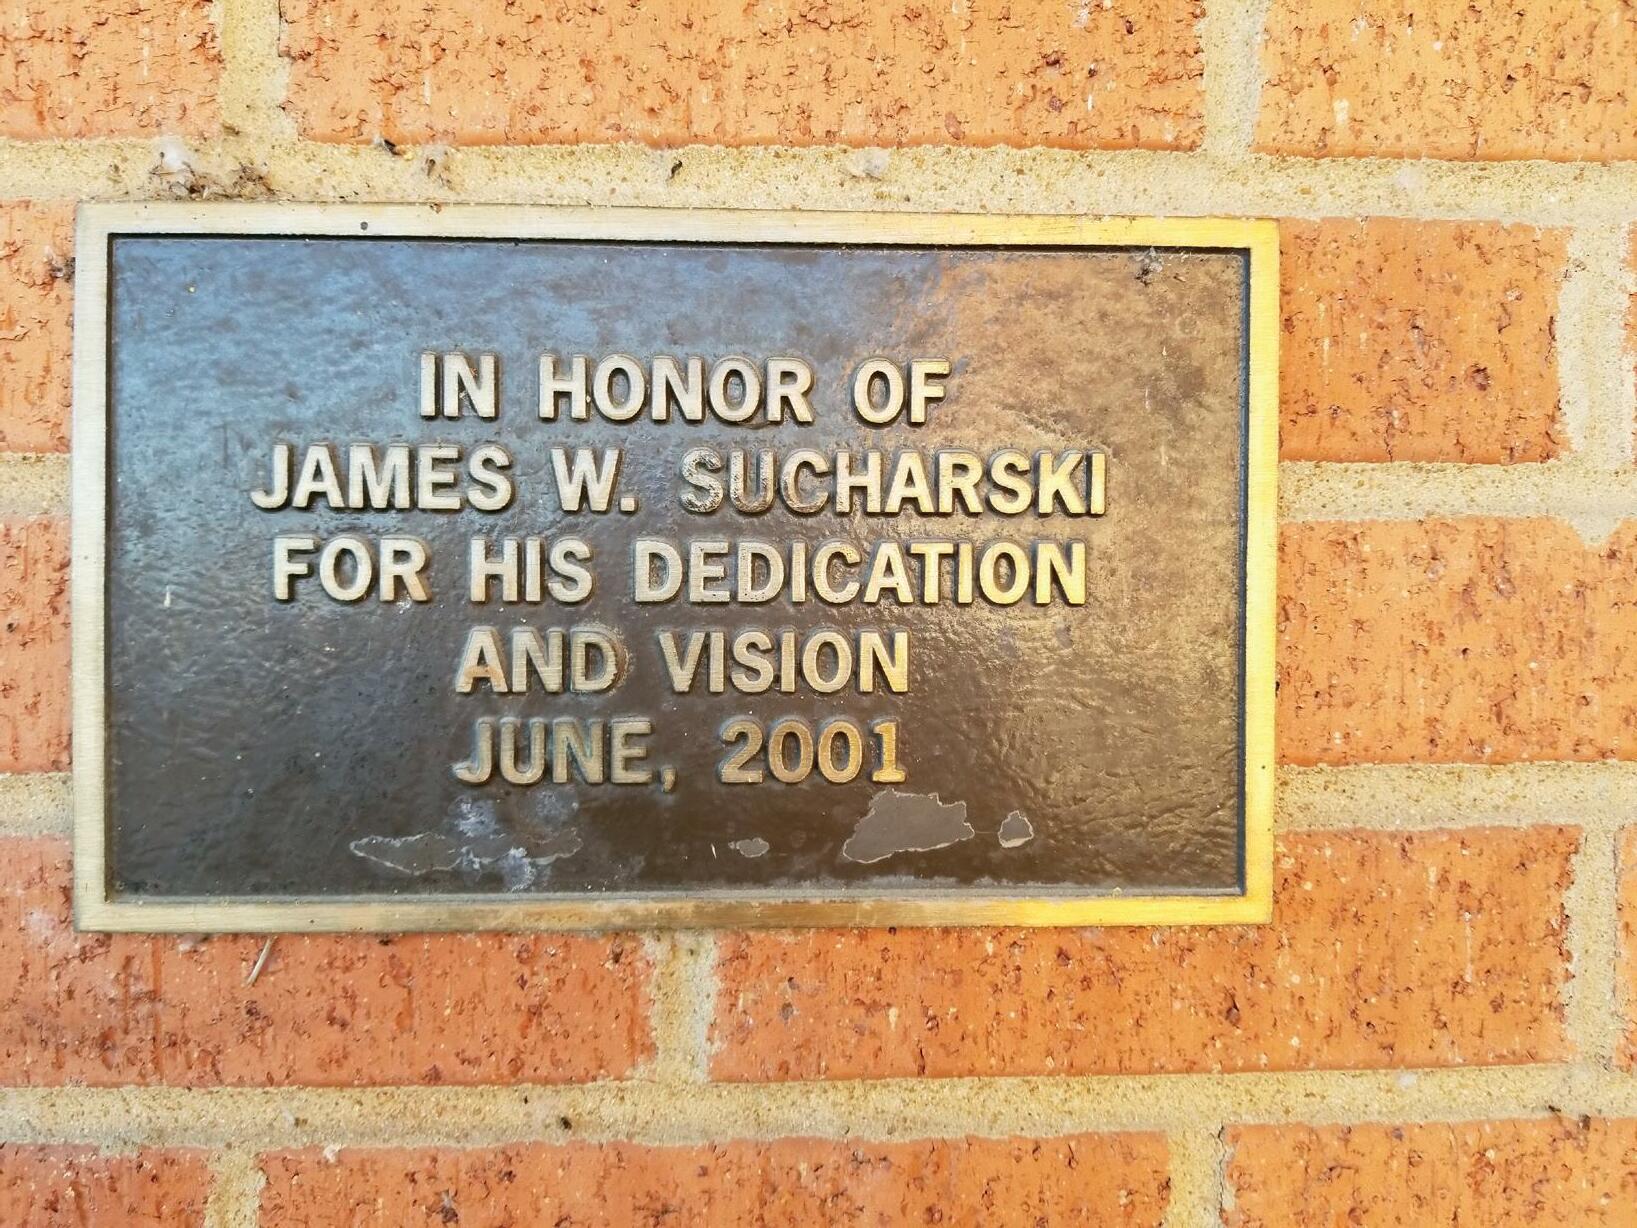 IN HONOR OF
JAMES W. SUCHARSKI
FOR HIS DEDICATION
AND VISION
JUNE, 2001